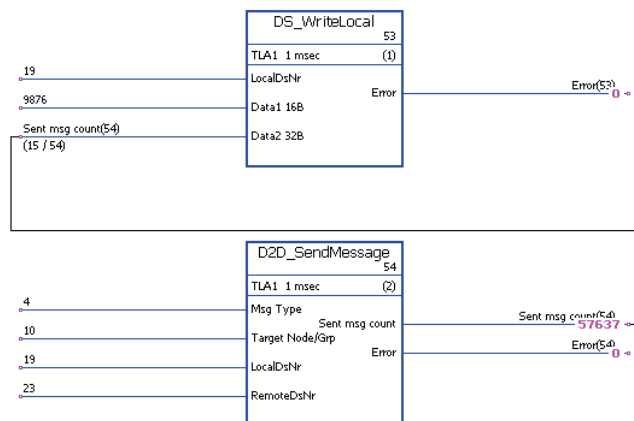 DS_WriteLocal
53
TLA1 1 msec (1)
19
LocalDsNr
Error
Error(53)
0
9876
Data1 16B
Sent msg count(54)
Data2 32B
(15 / 54)
D2D_SendMessage
54
TLA1 1 msec (2)
4
Msg Type
Sent msg count
Sent msg count(54)
57637
10
Target Node/Grp
Error
Error(54)
0
19
LocalDsNr
23
RemoteDsNr